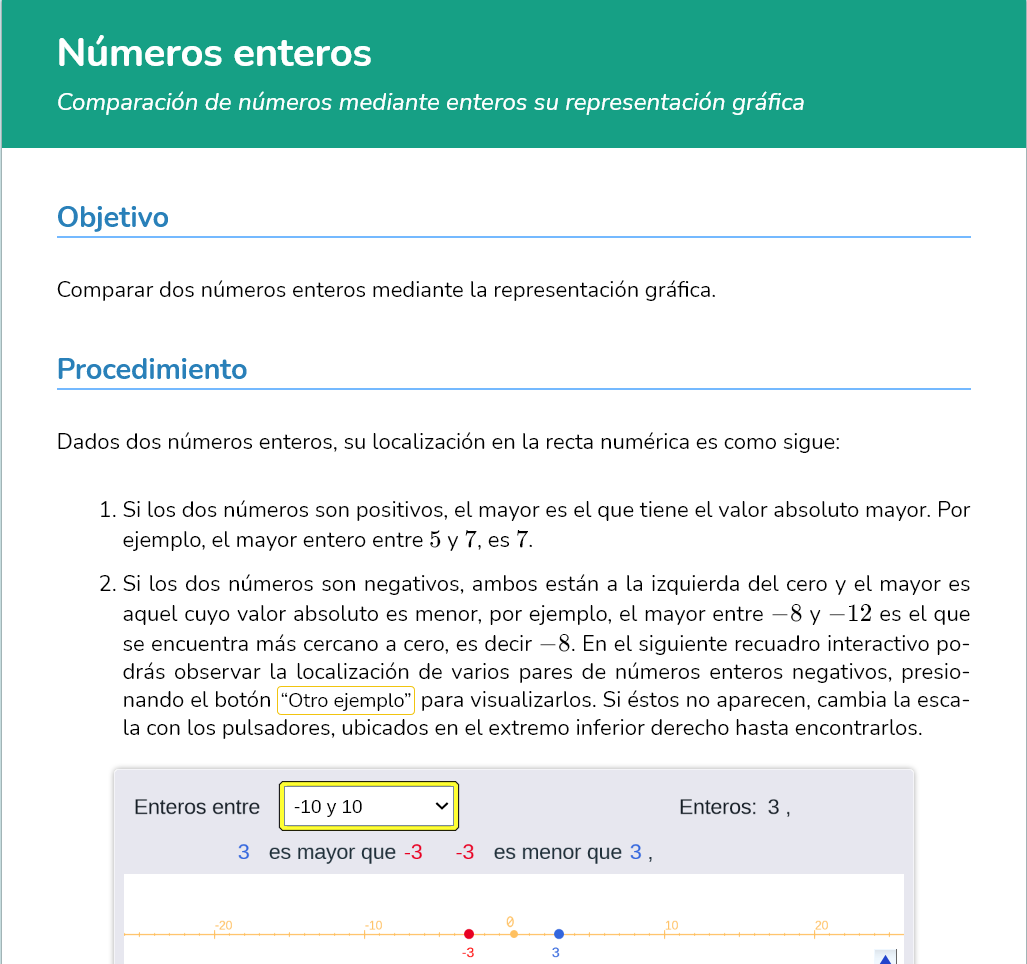 Números enteros
Comparación de números mediante enteros su representación gráfica
Objetivo
Comparar dos números enteros mediante la representación gráfica.
Procedimiento
Dados dos números enteros, su localización en la recta numérica es como sigue:
1. Si los dos números son positivos, el mayor es el que tiene el valor absoluto mayor. Por
ejemplo, el mayor entero entre 5 y 7, es 7.
2. Si los dos números son negativos, ambos están a la izquierda del cero y el mayor es
aquel cuyo valor absoluto es menor, por ejemplo, el mayor entre −8 y −12 es el que
se encuentra más cercano a cero, es decir −8. En el siguiente recuadro interactivo po-
drás observar la localización de varios pares de números enteros negativos, presio-
nando el botón “Otro ejemplo” para visualizarlos. Si éstos no aparecen, cambia la esca-
la con los pulsadores, ubicados en el extremo inferior derecho hasta encontrarlos.
Enteros entre -10 y 10 Enteros: 3 ,
3 es mayor que -3 -3 es menor que 3 ,
-20 -10 0 10 20
-3 3